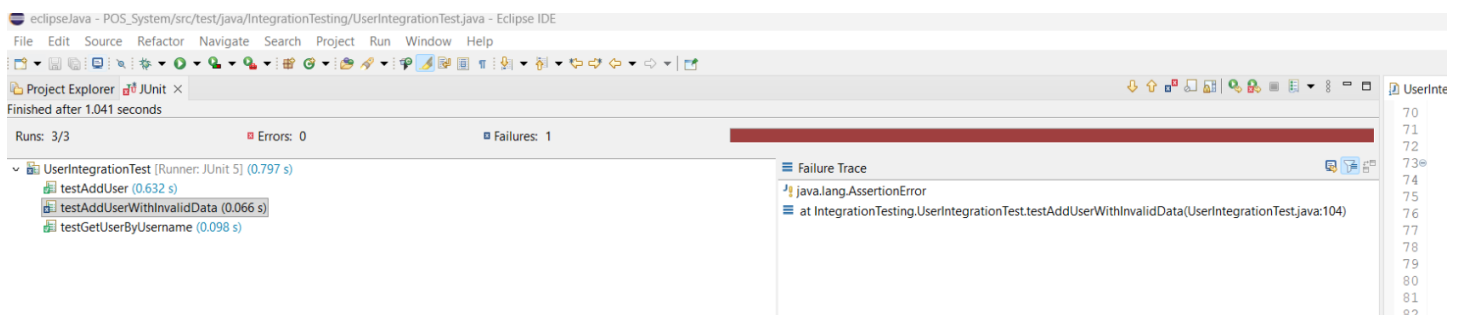 eclipseJava - POS_System/src/test/java/IntegrationTesting/UserIntegrationTest.java - Eclipse IDE
File Edit Source Refactor Navigate Search Project Run Window Help
Project Explorer JUnit ×
Finished after 1.041 seconds
Runs: 3/3 Errors: 0 Failures: 1
UserIntegrationTest [Runner: JUnit 5] (0.797 s)
testAddUser (0.632 s)
testAddUserWithInvalidData (0.066 s)
testGetUserByUsername (0.098 s)
Failure Trace
java.lang.AssertionError
at IntegrationTesting.UserIntegrationTest.testAddUserWithInvalidData(UserIntegrationTest.java:104)
UserInte
70
71
72
73
74
75
76
77
78
79
80
81
82